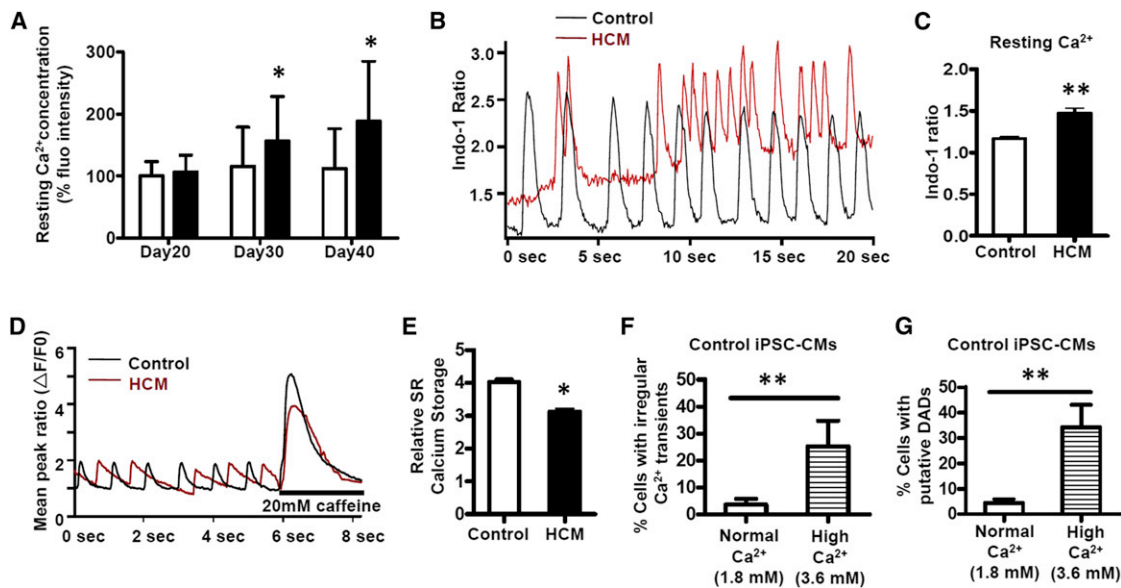 A
Resting Ca²⁺concentration
(% fluo intensity)
300
200
100
0
*
*
Day20
Day30
Day40
B
Control
HCM
Indo-1 Ratio
3.0
2.5
2.0
1.5
0 sec
5 sec
10 sec
15 sec
20 sec
C
Resting Ca²⁺
Indo-1 ratio
2.0
1.5
1.0
0.5
0.0
**
Control
HCM
D
Mean peak ratio (△F/F0)
6
4
2
0
Control
HCM
20mM caffeine
0 sec
2 sec
4 sec
6 sec
8 sec
E
Relative SR
Calcium Storage
5
4
3
2
1
0
*
Control
HCM
F
Control iPSC-CMs
% Cells with irregular
Ca²⁺ transients
50
40
30
20
10
0
**
Normal
Ca²⁺
(1.8 mM)
High
Ca²⁺
(3.6 mM)
G
Control iPSC-CMs
% Cells with
putative DADs
50
40
30
20
10
0
**
Normal
Ca²⁺
(1.8 mM)
High
Ca²⁺
(3.6 mM)